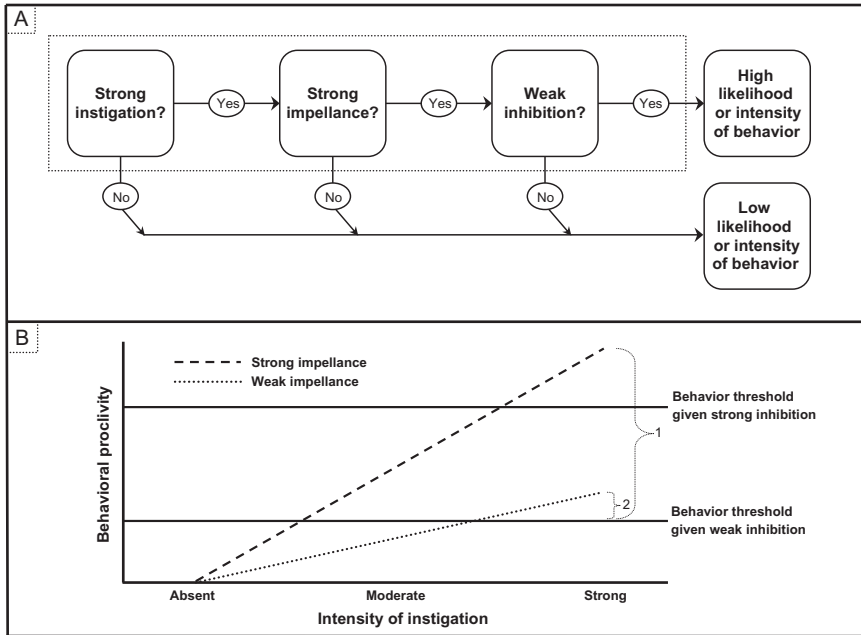 A
Strong
instigation?
Yes
Strong
impellance?
Yes
Weak
inhibition?
Yes
High
likelihood
or intensity
of behavior
No
No
No
Low
likelihood
or intensity
of behavior
B
Strong impellance
Weak impellance
Behavioral proclivity
Behavior threshold
given strong inhibition
1
2
Behavior threshold
given weak inhibition
Absent
Moderate
Strong
Intensity of instigation